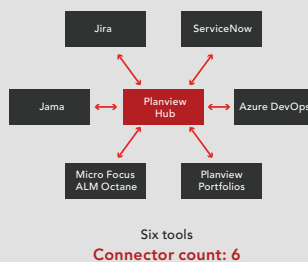 Jira
ServiceNow
Jama
Planview
Hub
Azure DevOps
Micro Focus
ALM Octane
Planview
Portfolios
Six tools
Connector count: 6